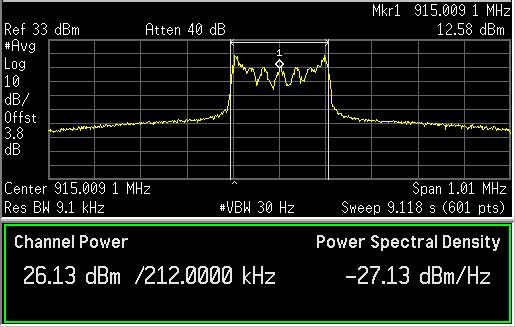 Mkr1 915.009 1 MHz
Ref 33 dBm Atten 40 dB 12.58 dBm
#Avg
Log
10
dB/
Offst
3.8
dB
1
Center 915.009 1 MHz Span 1.01 MHz
Res BW 9.1 kHz #VBW 30 Hz Sweep 9.118 s (601 pts)
Channel Power Power Spectral Density
26.13 dBm /212.0000 kHz -27.13 dBm/Hz